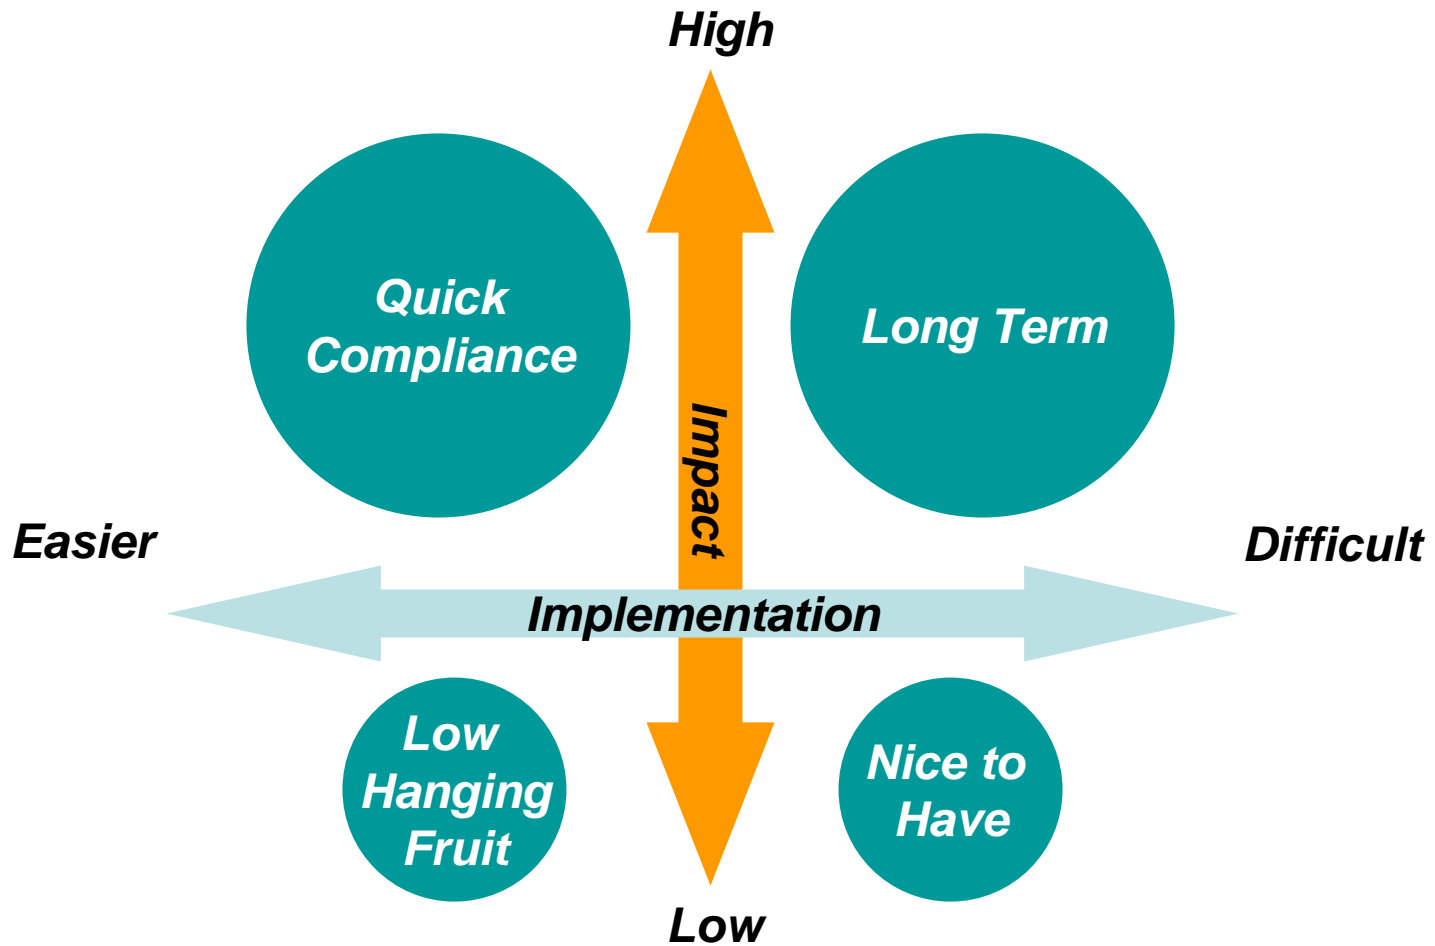 High
Quick
Compliance
Long Term
Impact
Easier
Difficult
Implementation
Low
Hanging
Fruit
Nice to
Have
Low